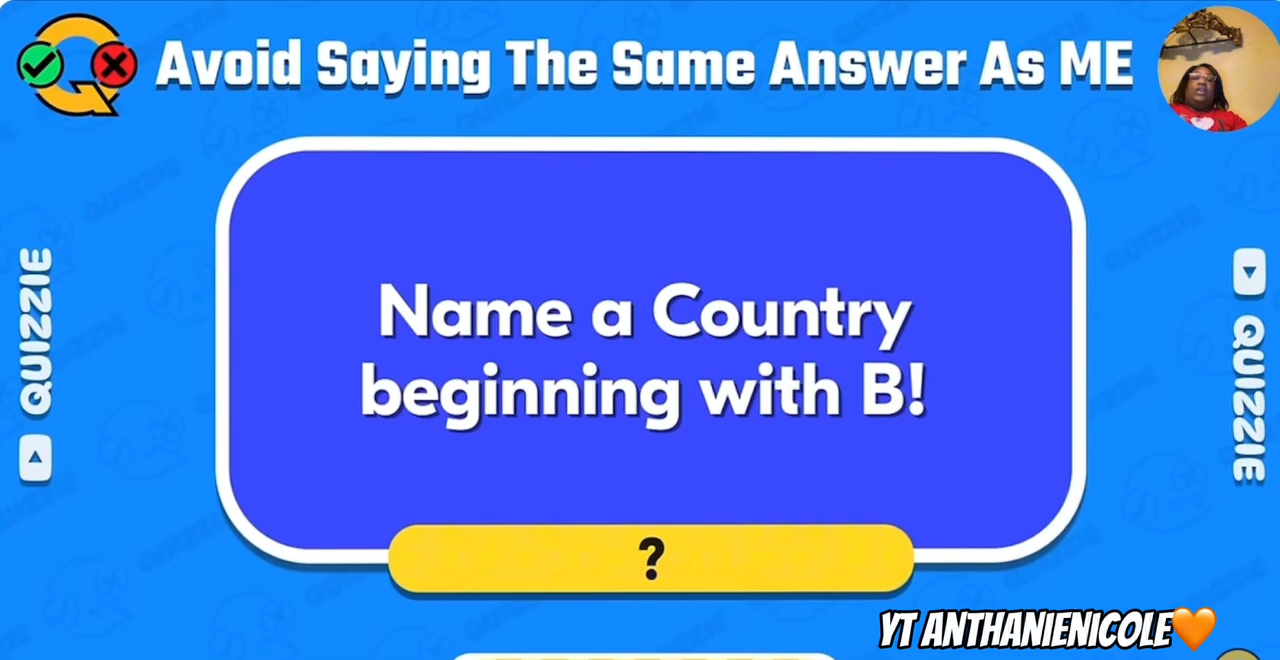 Avoid Saying The Same Answer As ME
QUIZZIE
Name a Country
beginning with B!
QUIZZIE
?
YT ANTHANIENICOLE🧡